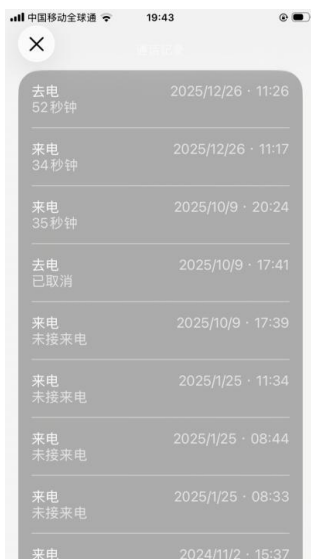 中国移动全球通 19:43
通话记录
去电 2025/12/26 · 11:26
52秒钟
来电 2025/12/26 · 11:17
34秒钟
来电 2025/10/9 · 20:24
35秒钟
去电 2025/10/9 · 17:41
已取消
来电 2025/10/9 · 17:39
未接来电
来电 2025/1/25 · 11:34
未接来电
来电 2025/1/25 · 08:44
未接来电
来电 2025/1/25 · 08:33
未接来电
来电 2024/11/2 · 15:37